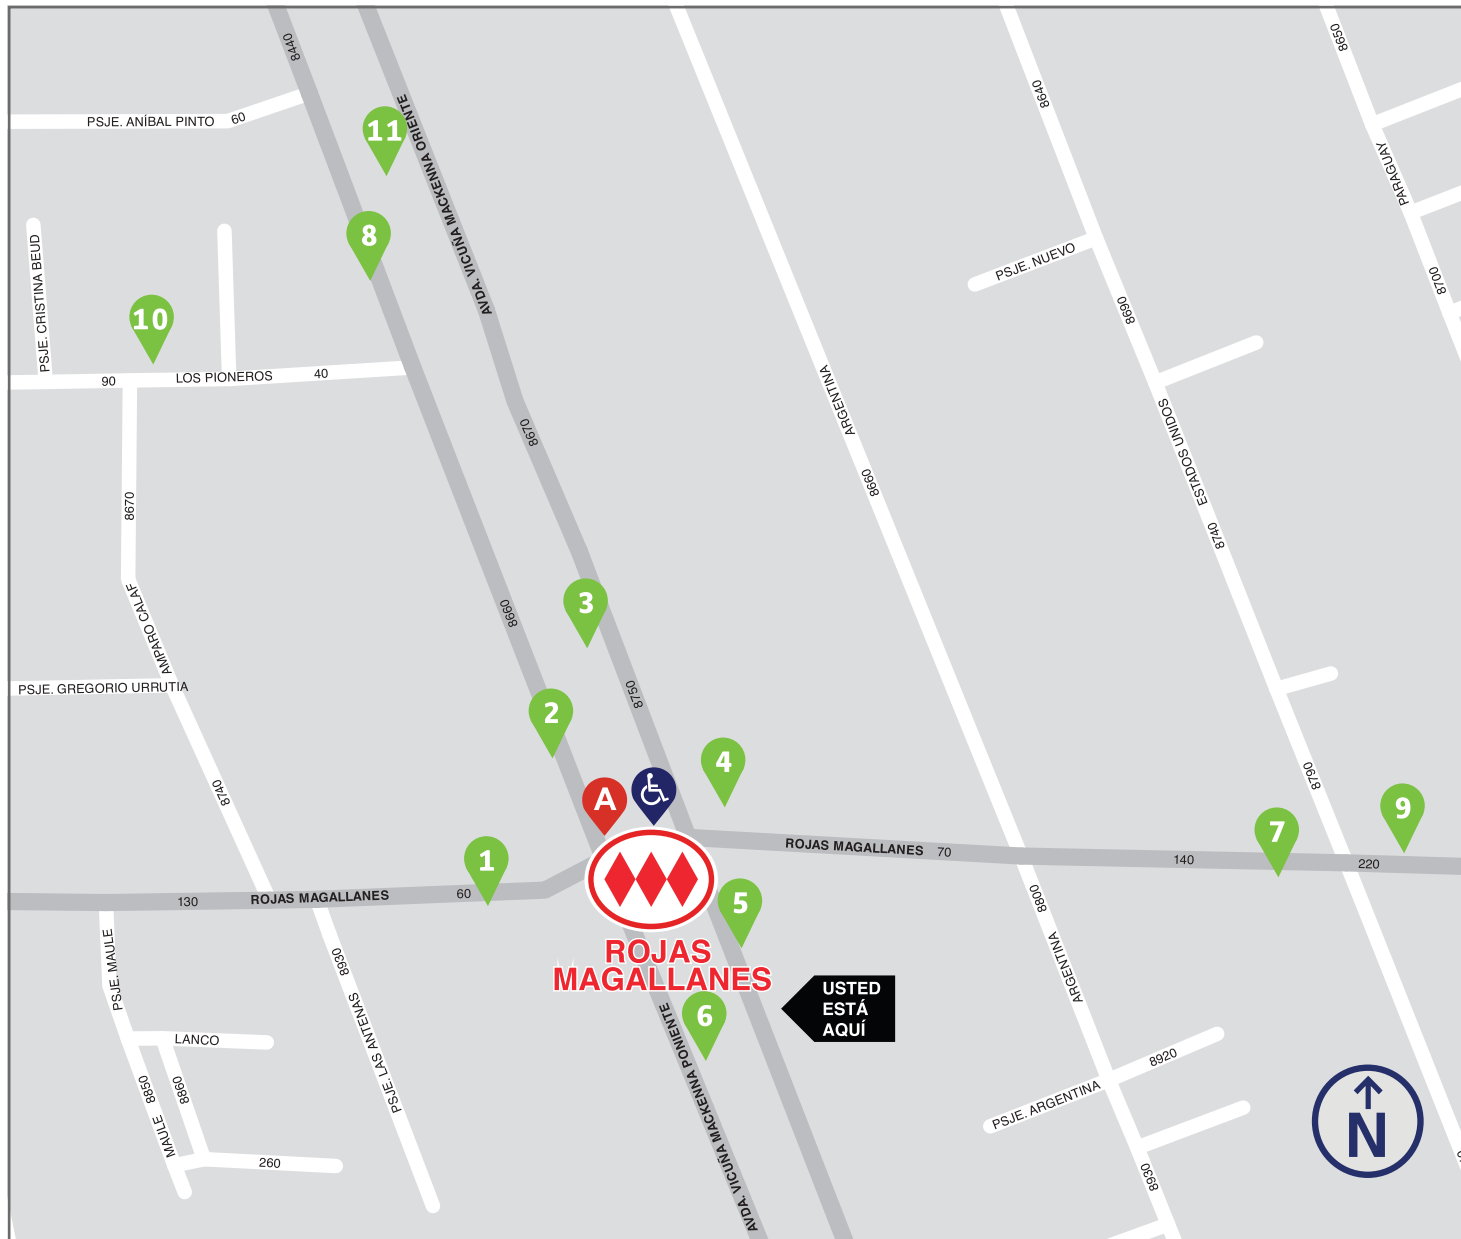 8440
8650
8640
AVDA. VICUÑA MACKENNA ORIENTE
PSJE. ANÍBAL PINTO
60
11
PARAGUAY
8
PSJE. CRISTINA BEUD
PSJE. NUEVO
8700
10
8690
90
LOS PIONEROS
40
ARGENTINA
8670
ESTADOS UNIDOS
8660
8670
8740
AMPARO CALAF
8660
3
PSJE. GREGORIO URRUTIA
8750
2
4
8740
A
8790
9
7
1
ROJAS MAGALLANES
70
140
220
130
ROJAS MAGALLANES
60
5
8800
PSJE. MAULE
8930
ROJAS
MAGALLANES
ARGENTINA
USTED
ESTÁ
AQUÍ
6
PSJE. LAS ANTENAS
AVDA. VICUÑA MACKENNA PONIENTE
LANCO
8850
8860
8920
PSJE. ARGENTINA
N
MAULE
260
8930